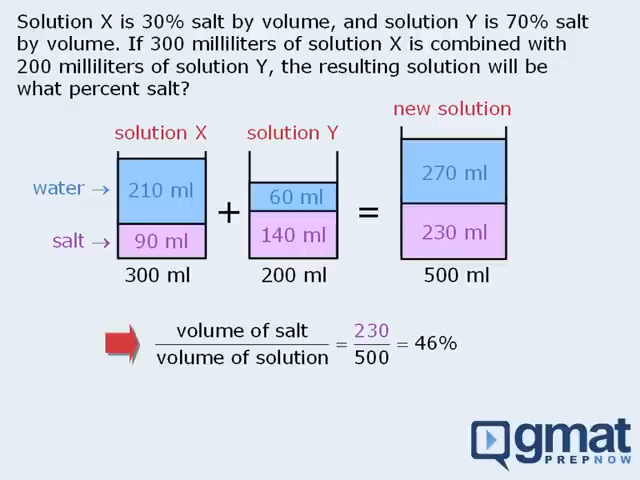 Solution X is 30% salt by volume, and solution Y is 70% salt
by volume. If 300 milliliters of solution X is combined with
200 milliliters of solution Y, the resulting solution will be
what percent salt?
new solution
solution X
solution Y
water →
210 ml
60 ml
270 ml
+
=
salt →
90 ml
140 ml
230 ml
300 ml
200 ml
500 ml
volume of salt
volume of solution
=
230
500
= 46%
gmat
PREPNOW